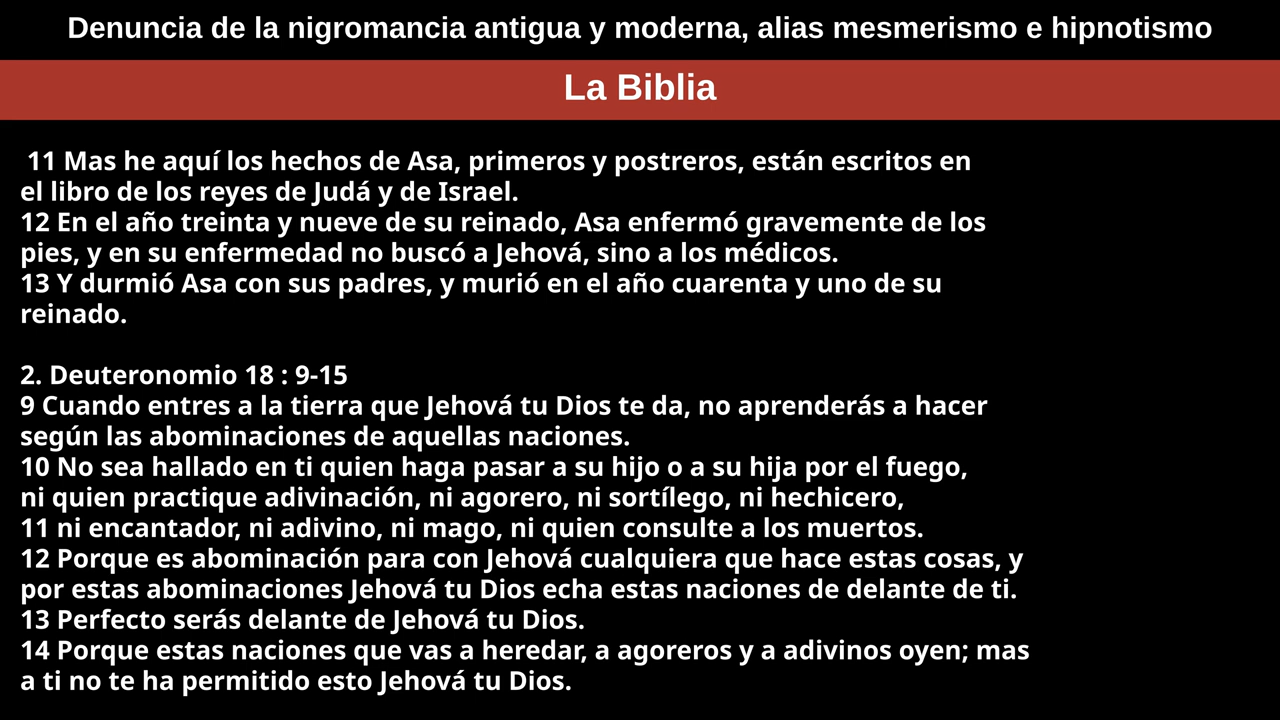 Denuncia de la nigromancia antigua y moderna, alias mesmerismo e hipnotismo
La Biblia
11 Mas he aquí los hechos de Asa, primeros y postreros, están escritos en
el libro de los reyes de Judá y de Israel.
12 En el año treinta y nueve de su reinado, Asa enfermó gravemente de los
pies, y en su enfermedad no buscó a Jehová, sino a los médicos.
13 Y durmió Asa con sus padres, y murió en el año cuarenta y uno de su
reinado.
2. Deuteronomio 18 : 9-15
9 Cuando entres a la tierra que Jehová tu Dios te da, no aprenderás a hacer
según las abominaciones de aquellas naciones.
10 No sea hallado en ti quien haga pasar a su hijo o a su hija por el fuego,
ni quien practique adivinación, ni agorero, ni sortílego, ni hechicero,
11 ni encantador, ni adivino, ni mago, ni quien consulte a los muertos.
12 Porque es abominación para con Jehová cualquiera que hace estas cosas, y
por estas abominaciones Jehová tu Dios echa estas naciones de delante de ti.
13 Perfecto serás delante de Jehová tu Dios.
14 Porque estas naciones que vas a heredar, a agoreros y a adivinos oyen; mas
a ti no te ha permitido esto Jehová tu Dios.